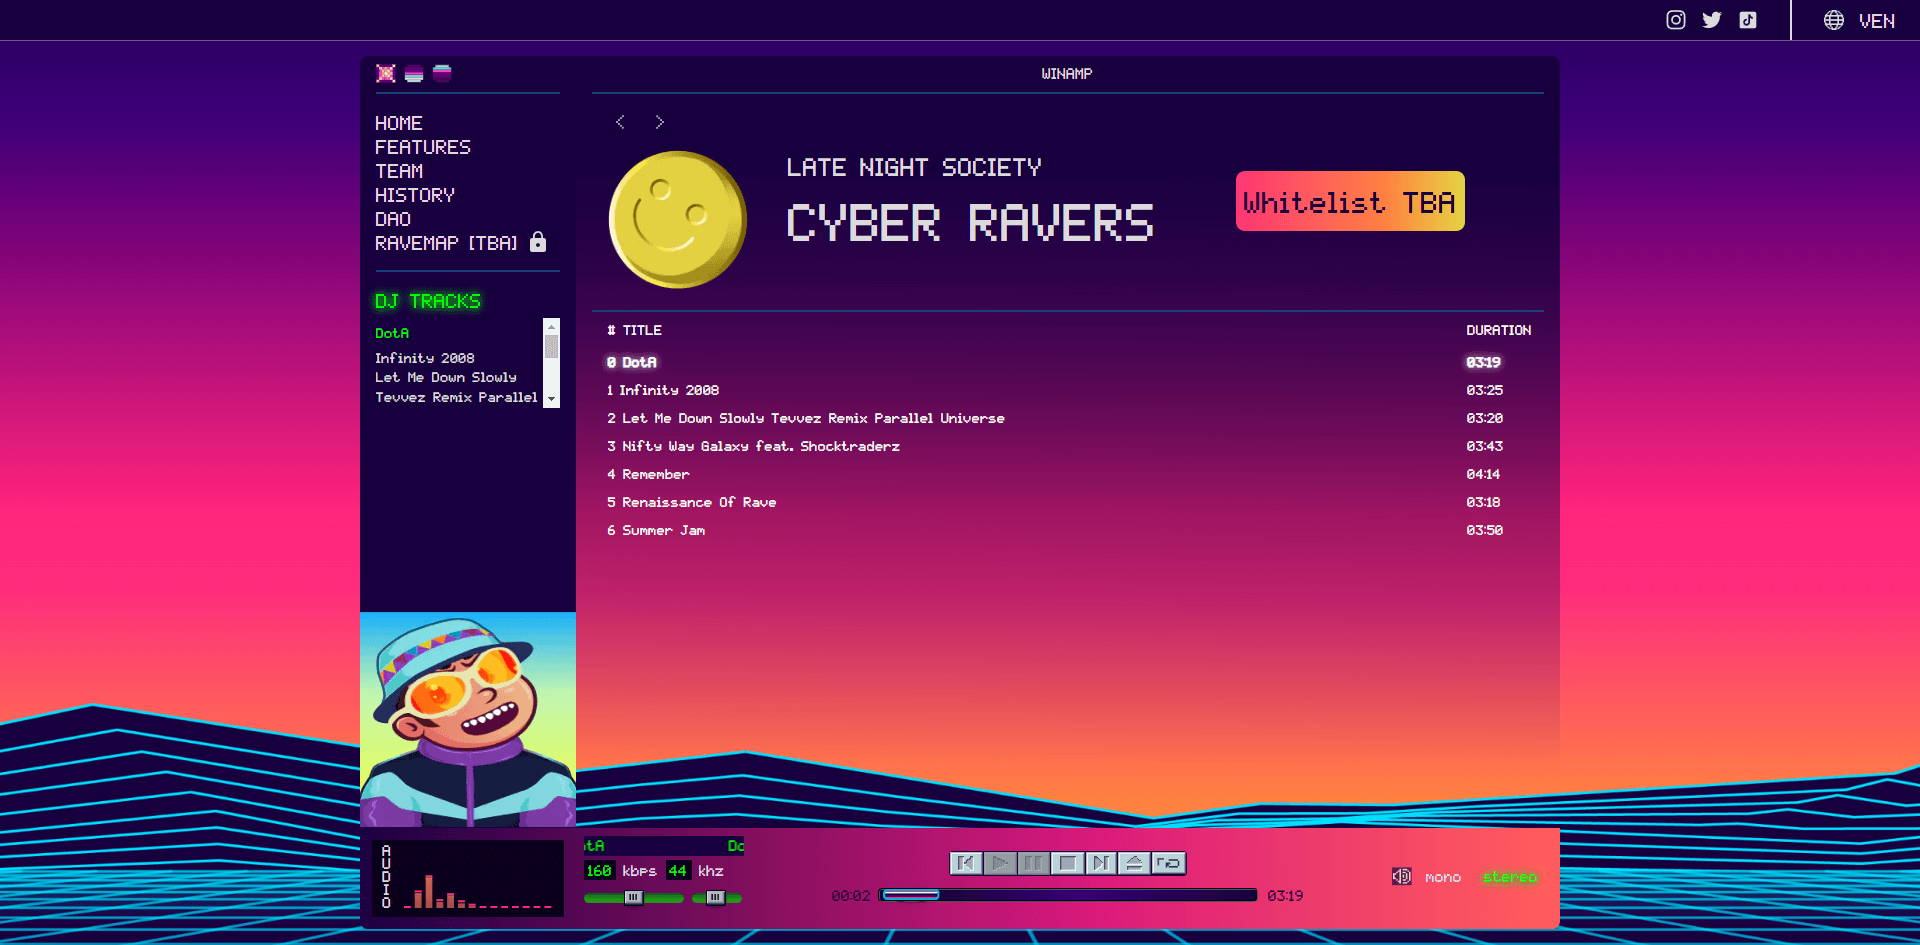 VEN
WINAMP
HOME
FEATURES
TEAM
HISTORY
DAO
RAVEMAP [TBA]
DJ TRACKS
DotA
Infinity 2008
Let Me Down Slowly
Tevvez Remix Parallel
LATE NIGHT SOCIETY
CYBER RAVERS
Whitelist TBA
# TITLE DURATION
0 DotA 03:19
1 Infinity 2008 03:25
2 Let Me Down Slowly Tevvez Remix Parallel Universe 03:20
3 Nifty Way Galaxy feat. Shocktraderz 03:43
4 Remember 04:14
5 Renaissance Of Rave 03:18
6 Summer Jam 03:50
AUDIO
tA Do
160 kbps 44 khz
00:02 03:19
mono stereo